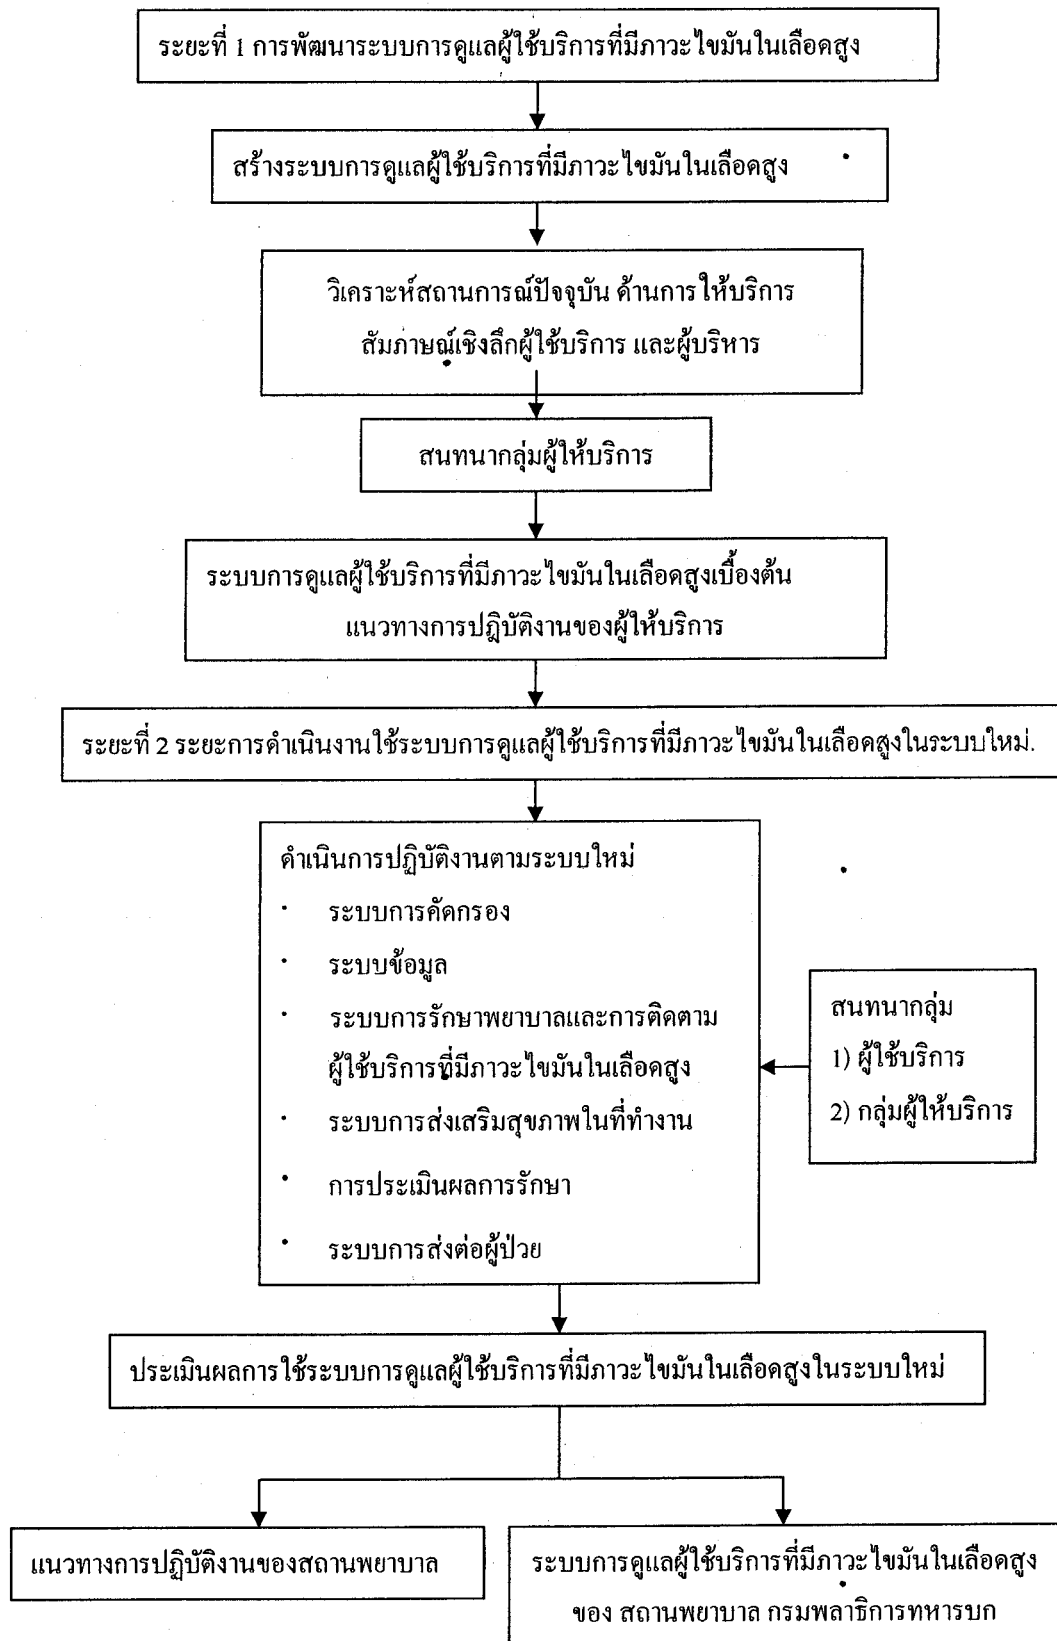 ระยะที่ 1 การพัฒนาระบบการดูแลผู้ใช้บริการที่มีภาวะไขมันในเลือดสูง
สร้างระบบการดูแลผู้ใช้บริการที่มีภาวะไขมันในเลือดสูง
วิเคราะห์สถานการณ์ปัจจุบัน ด้านการให้บริการ
สัมภาษณ์เชิงลึกผู้ใช้บริการ และผู้บริหาร
สนทนากลุ่มผู้ให้บริการ
ระบบการดูแลผู้ใช้บริการที่มีภาวะไขมันในเลือดสูงเบื้องต้น
แนวทางการปฏิบัติงานของผู้ให้บริการ
ระยะที่ 2 ระยะการดำเนินงานใช้ระบบการดูแลผู้ใช้บริการที่มีภาวะไขมันในเลือดสูงในระบบใหม่.
ดำเนินการปฏิบัติงานตามระบบใหม่
· ระบบการคัดกรอง
· ระบบข้อมูล
· ระบบการรักษาพยาบาลและการติดตาม
ผู้ใช้บริการที่มีภาวะไขมันในเลือดสูง
· ระบบการส่งเสริมสุขภาพในที่ทำงาน
· การประเมินผลการรักษา
· ระบบการส่งต่อผู้ป่วย
สนทนากลุ่ม
1) ผู้ใช้บริการ
2) กลุ่มผู้ให้บริการ
ประเมินผลการใช้ระบบการดูแลผู้ใช้บริการที่มีภาวะไขมันในเลือดสูงในระบบใหม่
แนวทางการปฏิบัติงานของสถานพยาบาล
ระบบการดูแลผู้ใช้บริการที่มีภาวะไขมันในเลือดสูง
ของ สถานพยาบาล กรมพลาธิการทหารบก